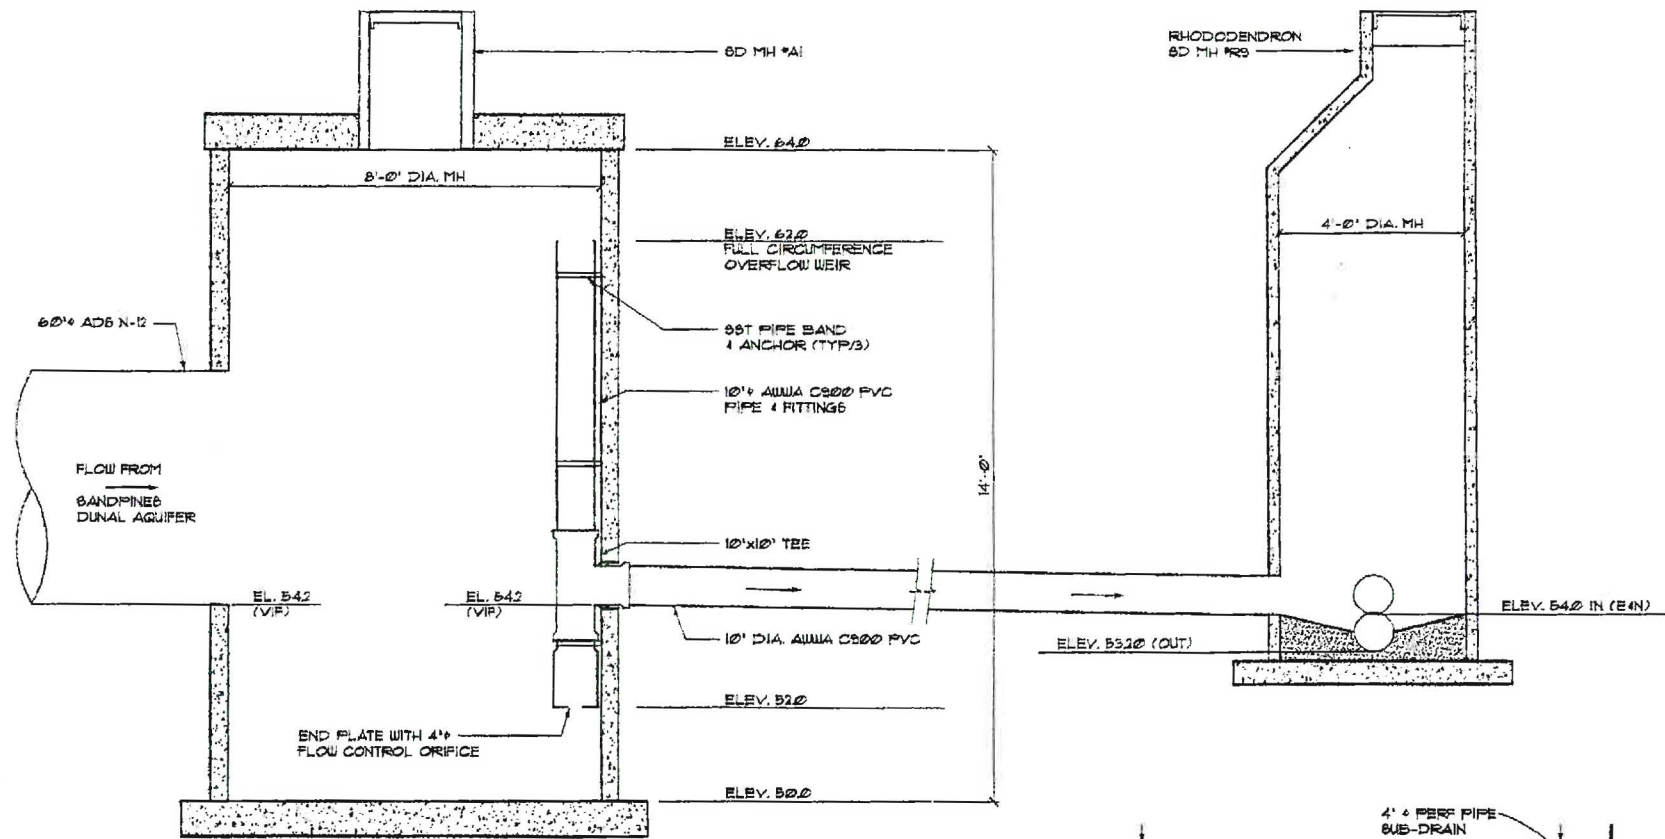 SD MH #A1
RHODODENDRON
SD MH #R9
ELEV. 64.0
8'-0" DIA. MH
4'-0" DIA. MH
ELEV. 62.0
FULL CIRCUMFERENCE
OVERFLOW WEIR
60"φ ADS N-12
SST PIPE BAND
& ANCHOR (TYP/3)
10"φ AWWA C900 PVC
PIPE & FITTINGS
FLOW FROM
SANDPINES
DUNAL AQUIFER
14'-0"
10"x10" TEE
EL. 54.2
(VIF)
EL. 54.2
(VIF)
ELEV. 54.0 IN (E&N)
10" DIA. AWWA C900 PVC
ELEV. 53.20 (OUT)
ELEV. 52.0
END PLATE WITH 4"φ
FLOW CONTROL ORIFICE
ELEV. 50.0
4" φ PERF PIPE
SUB-DRAIN